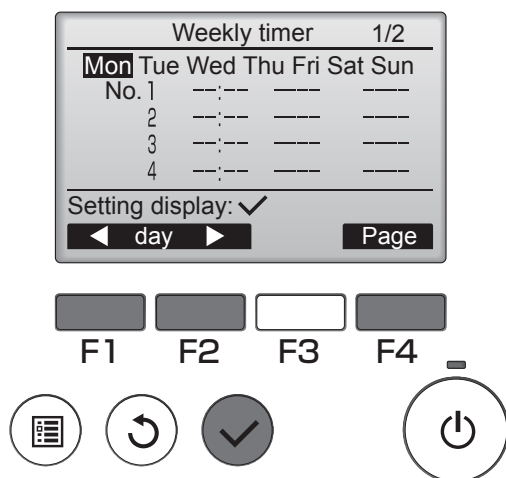 Weekly timer 1/2
Mon Tue Wed Thu Fri Sat Sun
No. 1 --:-- ---- ----
2 --:-- ---- ----
3 --:-- ---- ----
4 --:-- ---- ----
Setting display: ✓
◀ day ▶ Page
F1 F2 F3 F4